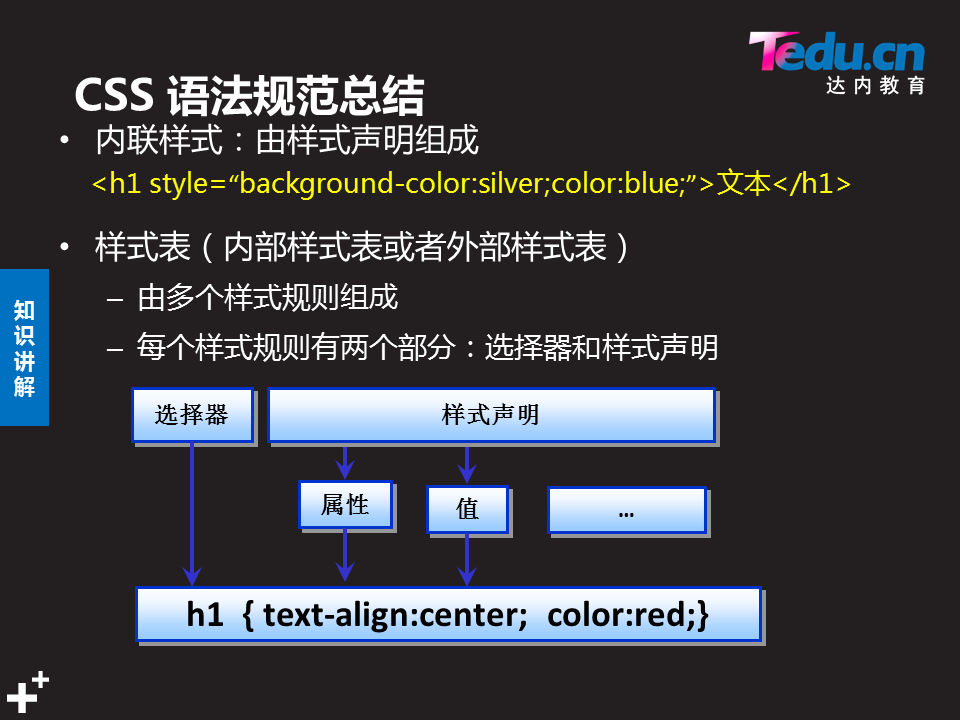 Tedu.cn
达内教育
CSS 语法规范总结
• 内联样式：由样式声明组成
<h1 style=“background-color:silver;color:blue;”>文本</h1>
• 样式表（内部样式表或者外部样式表）
– 由多个样式规则组成
– 每个样式规则有两个部分：选择器和样式声明
知识讲解
选择器 样式声明
属性 值 ...
h1 { text-align:center; color:red;}